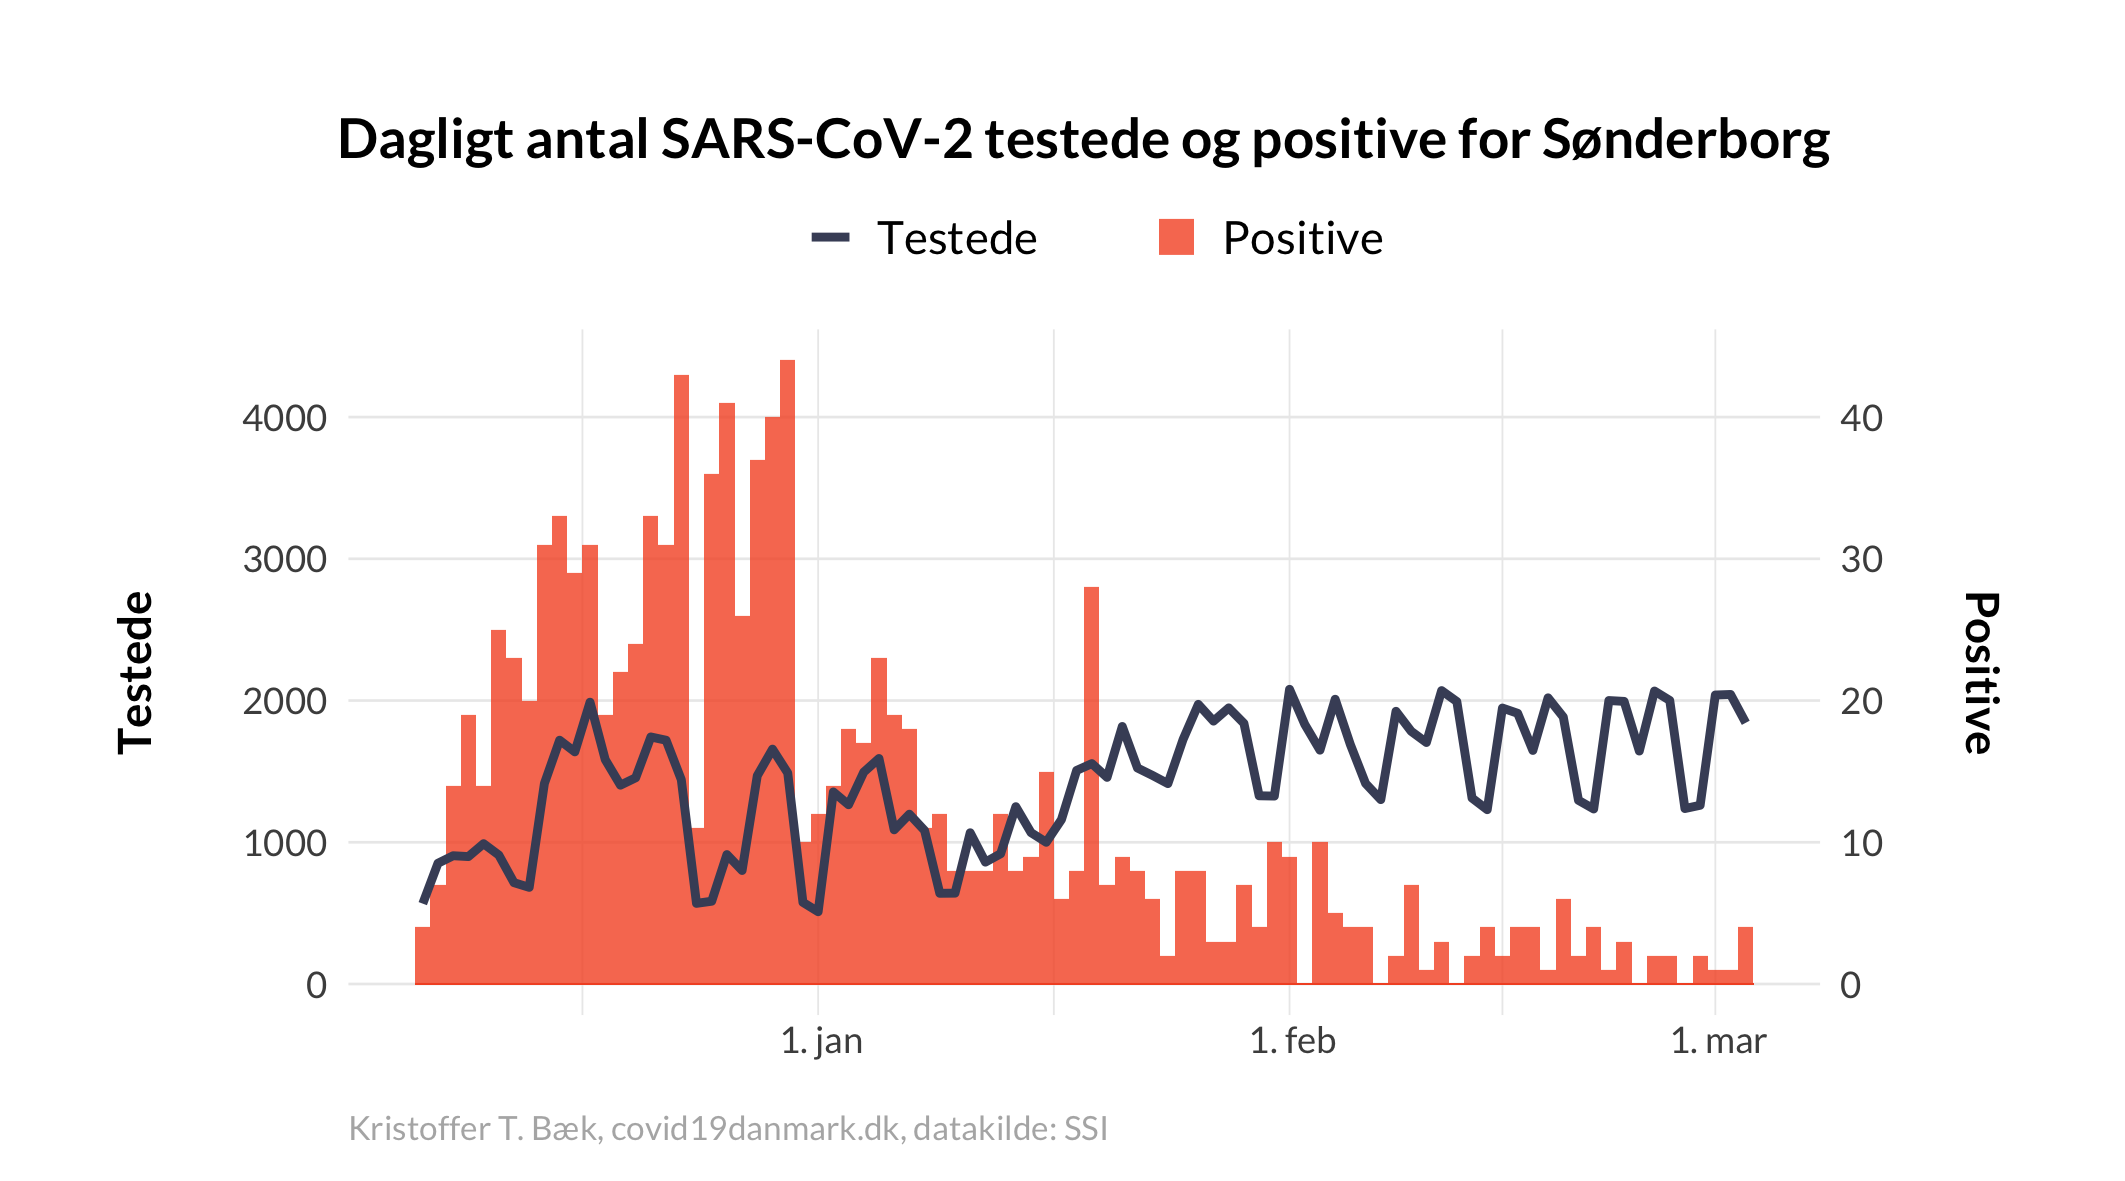 Dagligt antal SARS-CoV-2 testede og positive for Sønderborg
Testede Positive
4000 40
3000 30
2000 20
1000 10
0 0
Testede
Positive
1. jan 1. feb 1. mar
Kristoffer T. Bæk, covid19danmark.dk, datakilde: SSI